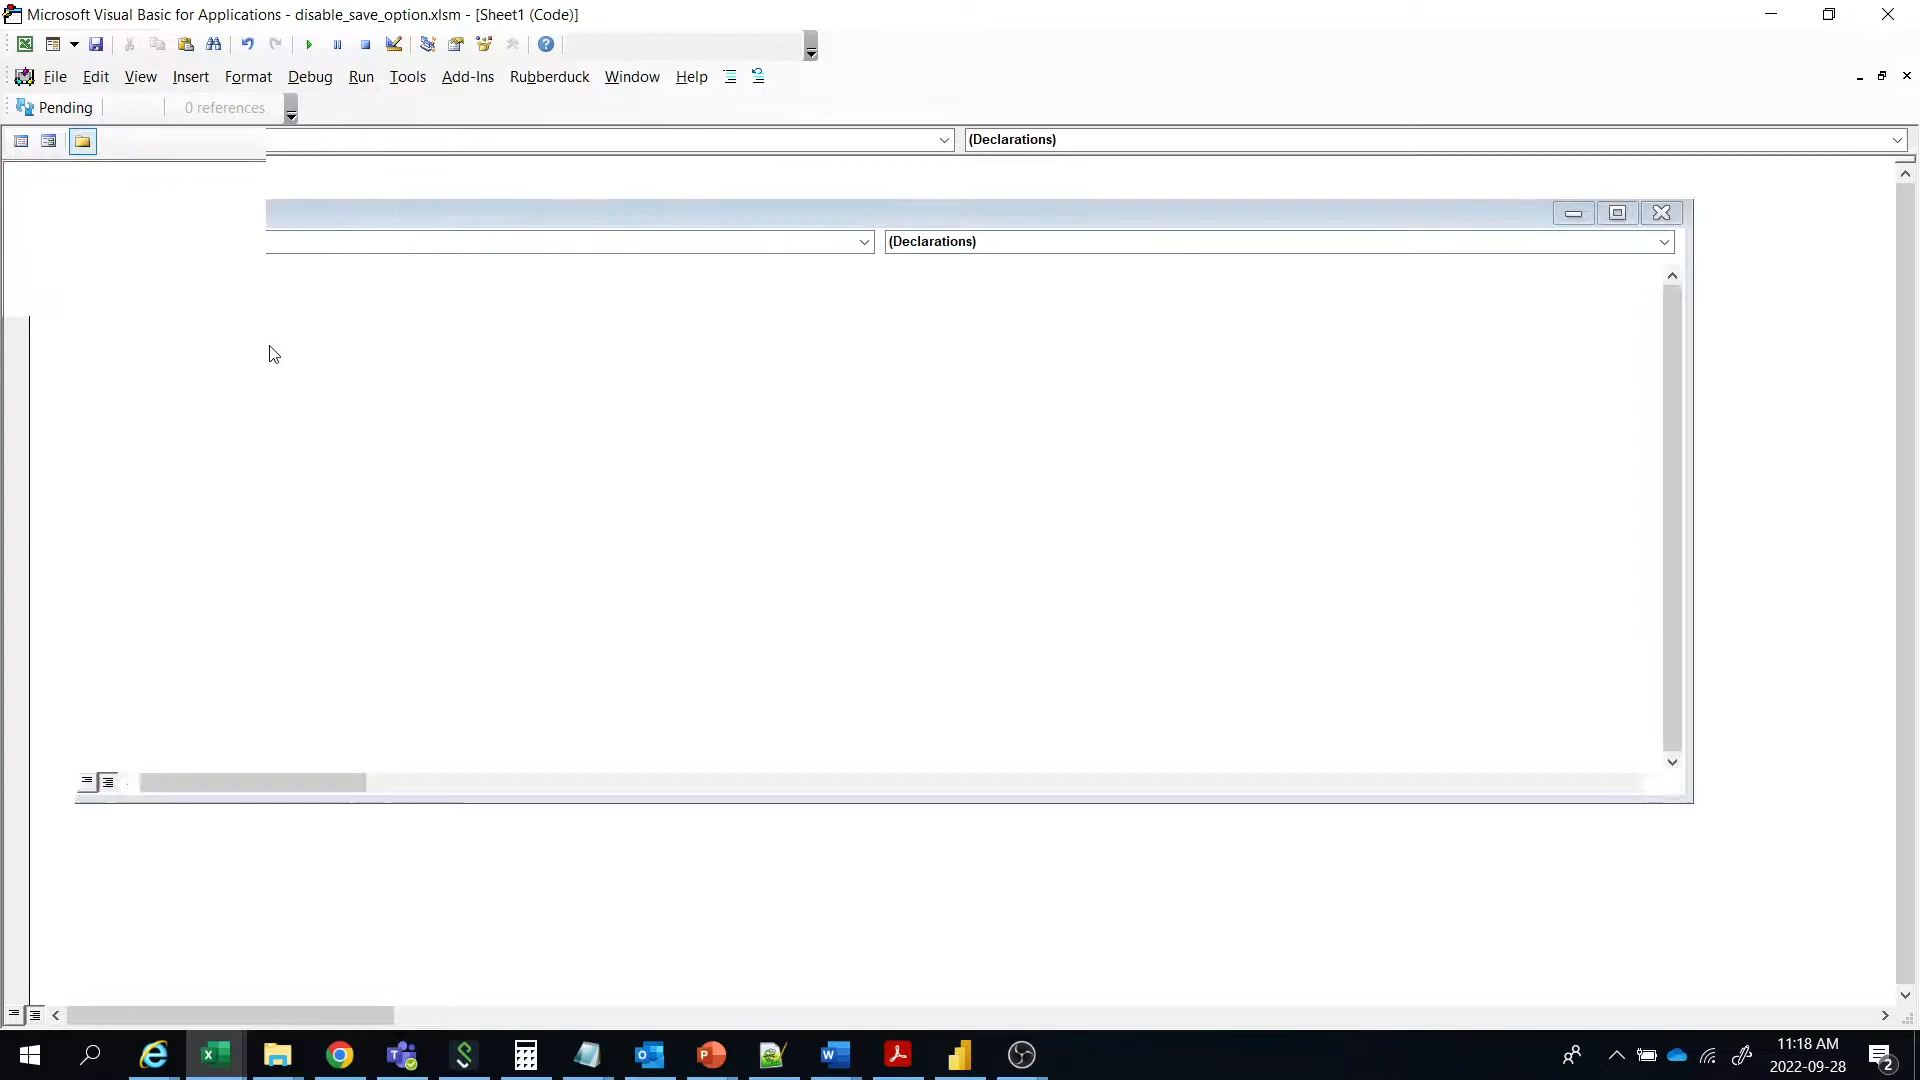 Microsoft Visual Basic for Applications - disable_save_option.xlsm - [Sheet1 (Code)]
File Edit View Insert Format Debug Run Tools Add-Ins Rubberduck Window Help
Pending 0 references
(Declarations)
(Declarations)
11:18 AM
2022-09-28
2